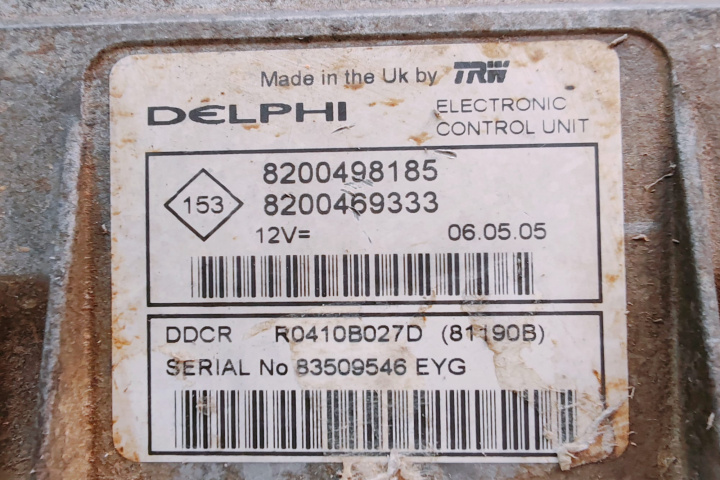 Made in the Uk by TRW
DELPHI
ELECTRONIC
CONTROL UNIT
153
8200498185
8200469333
12V= 06.05.05
DDCR R0410B027D (81190B)
SERIAL No 83509546 EYG